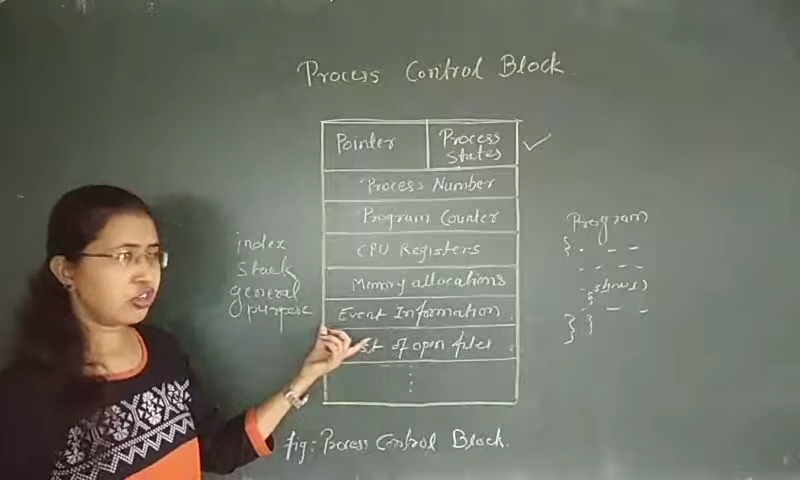 Process Control Block
Pointer
Process
States
Process Number
Program Counter
CPU Registers
Memory allocations
Event Information
st of open files
index
stack
general
purpose
Program
fig: Process Control Block.